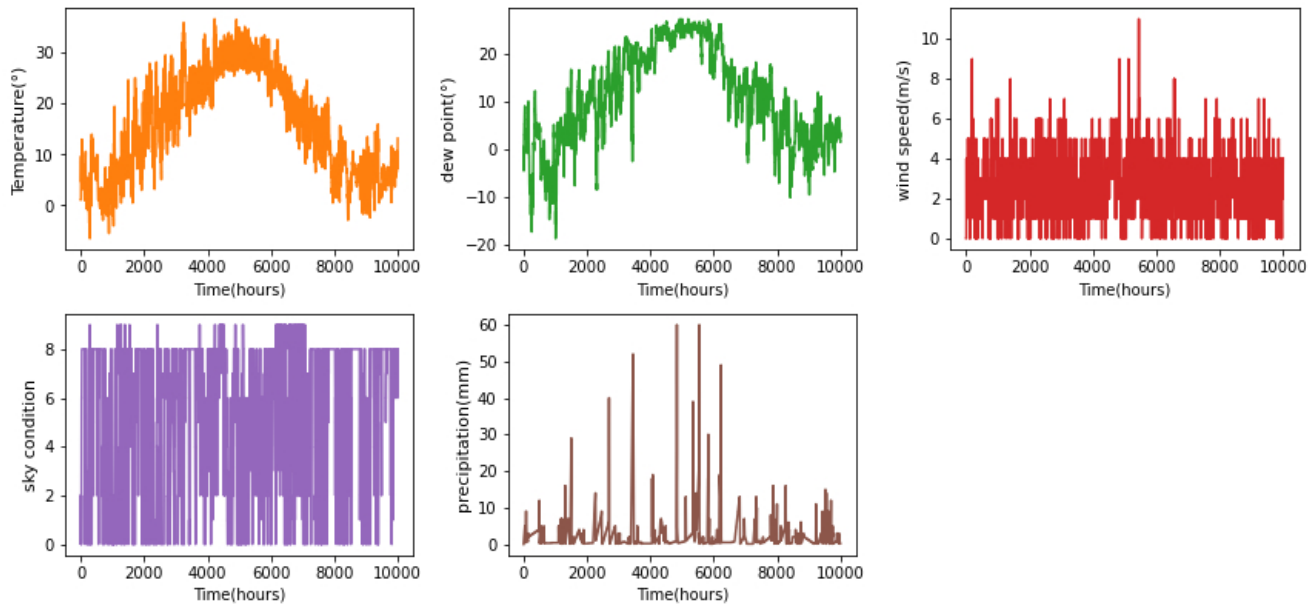 Temperature(°)
30
20
10
0
0 2000 4000 6000 8000 10000
Time(hours)
dew point(°)
20
10
0
−10
−20
0 2000 4000 6000 8000 10000
Time(hours)
wind speed(m/s)
10
8
6
4
2
0
0 2000 4000 6000 8000 10000
Time(hours)
sky condition
8
6
4
2
0
0 2000 4000 6000 8000 10000
Time(hours)
precipitation(mm)
60
50
40
30
20
10
0
0 2000 4000 6000 8000 10000
Time(hours)